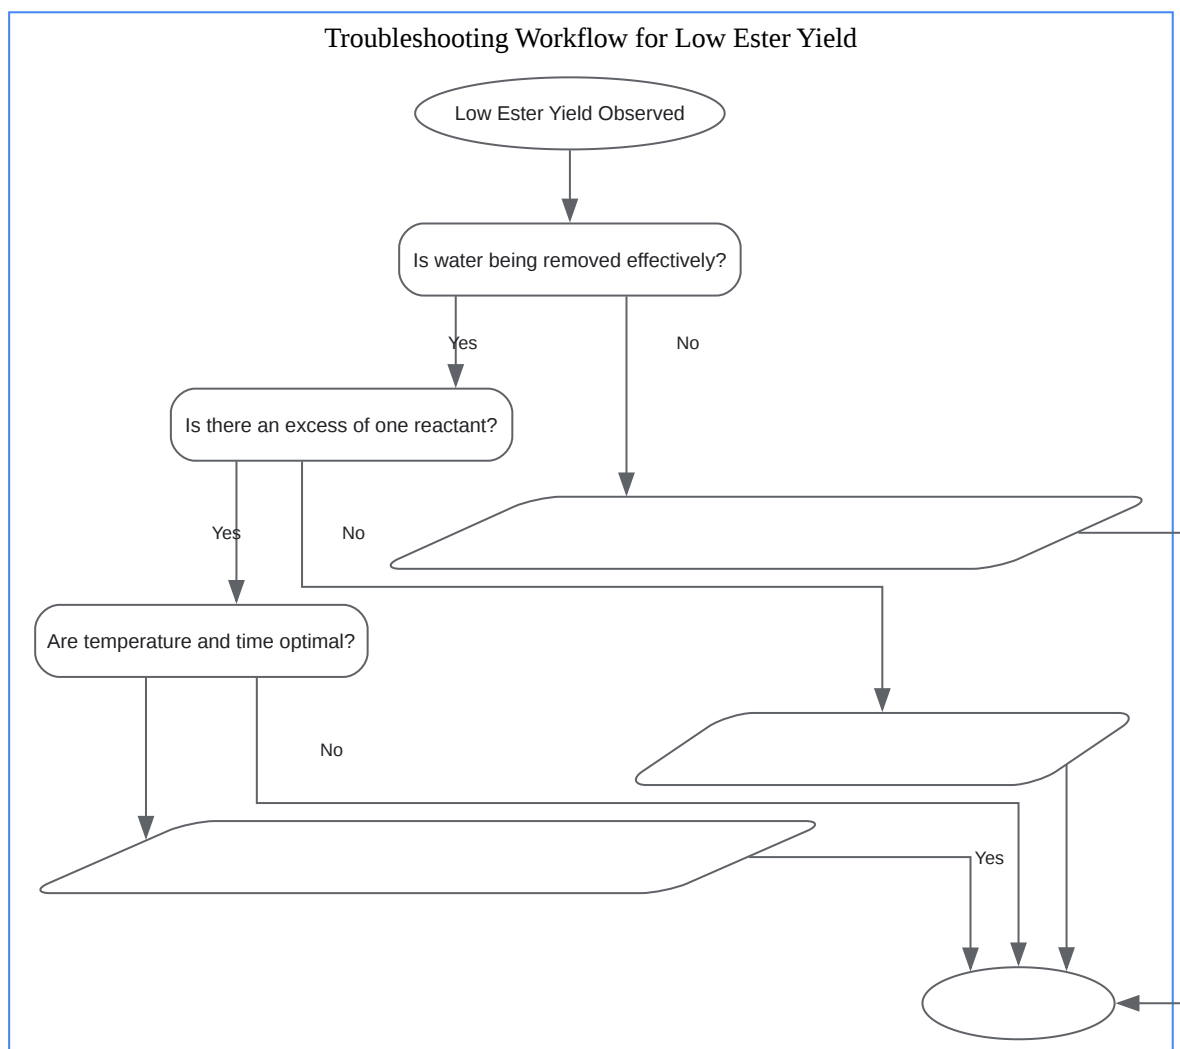 Troubleshooting Workflow for Low Ester Yield
Low Ester Yield Observed
Is water being removed effectively?
Yes
No
Is there an excess of one reactant?
Yes
No
Are temperature and time optimal?
No
Yes